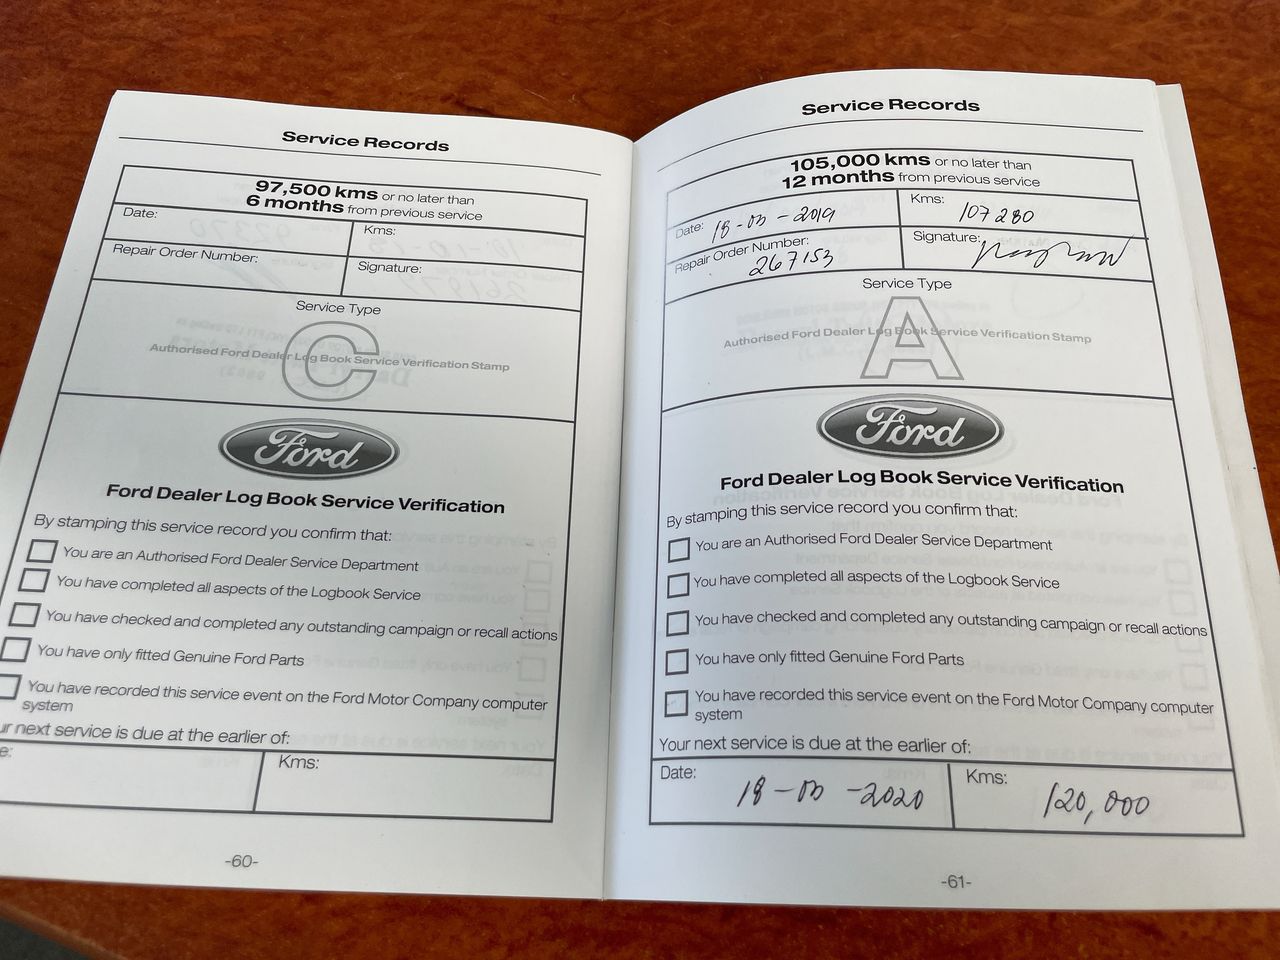 Service Records
97,500 kms or no later than
6 months from previous service
Date:
Kms:
Repair Order Number:
Signature:
Service Type
C
Authorised Ford Dealer Log Book Service Verification Stamp
Ford
Ford Dealer Log Book Service Verification
By stamping this service record you confirm that:
You are an Authorised Ford Dealer Service Department
You have completed all aspects of the Logbook Service
You have checked and completed any outstanding campaign or recall actions
You have only fitted Genuine Ford Parts
You have recorded this service event on the Ford Motor Company computer
system
ur next service is due at the earlier of:
e:
Kms:
-60-
Service Records
105,000 kms or no later than
12 months from previous service
Date: 18-03-2019
Kms: 107 280
Repair Order Number:
267153
Signature:
Service Type
A
Authorised Ford Dealer Log Book Service Verification Stamp
Ford
Ford Dealer Log Book Service Verification
By stamping this service record you confirm that:
You are an Authorised Ford Dealer Service Department
You have completed all aspects of the Logbook Service
You have checked and completed any outstanding campaign or recall actions
You have only fitted Genuine Ford Parts
You have recorded this service event on the Ford Motor Company computer
system
Your next service is due at the earlier of:
Date: 18-03-2020
Kms: 120,000
-61-